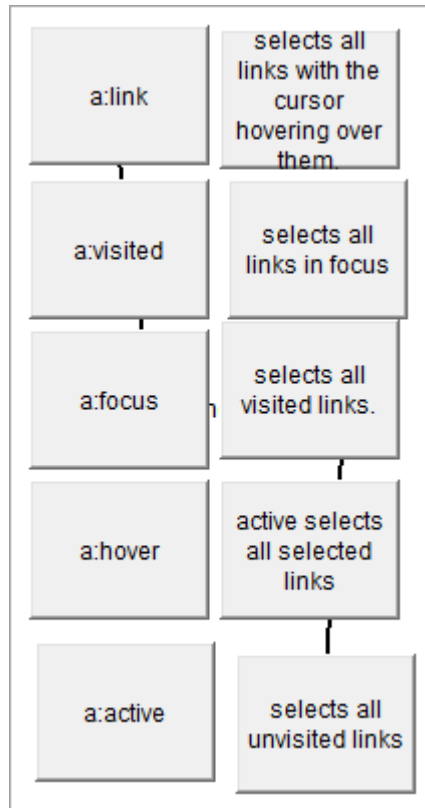 a:link
selects all
links with the
cursor
hovering over
them.
a:visited
selects all
links in focus
a:focus
selects all
visited links.
a:hover
active selects
all selected
links
a:active
selects all
unvisited links